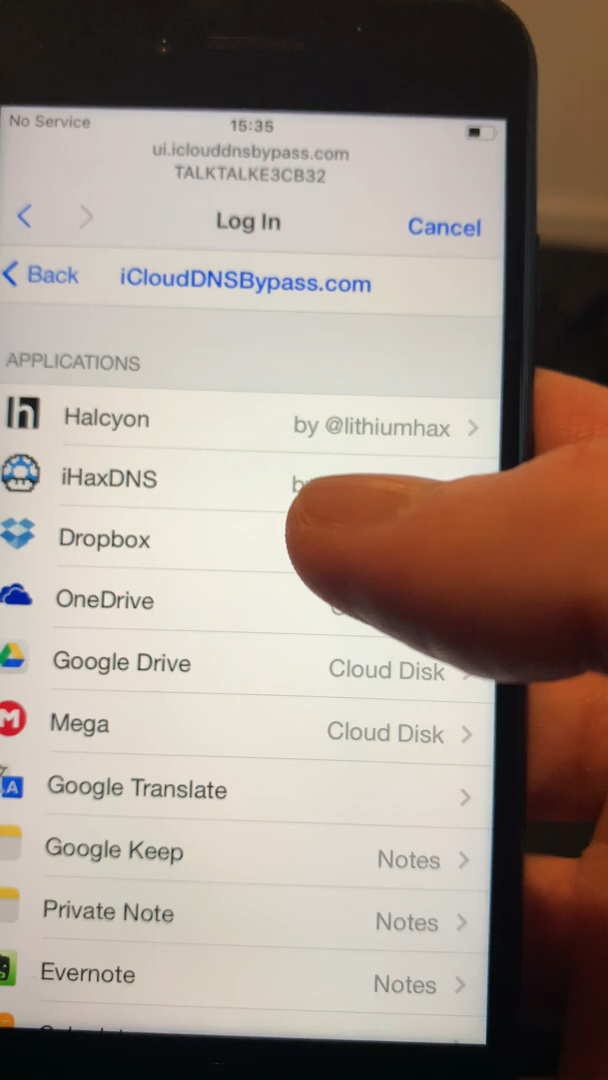 No Service 15:35
ui.iclouddnsbypass.com
TALKTALKE3CB32
Log In Cancel
Back iCloudDNSBypass.com
APPLICATIONS
Halcyon by @lithiumhax
iHaxDNS
Dropbox
OneDrive
Google Drive Cloud Disk
Mega Cloud Disk
Google Translate
Google Keep Notes
Private Note Notes
Evernote Notes